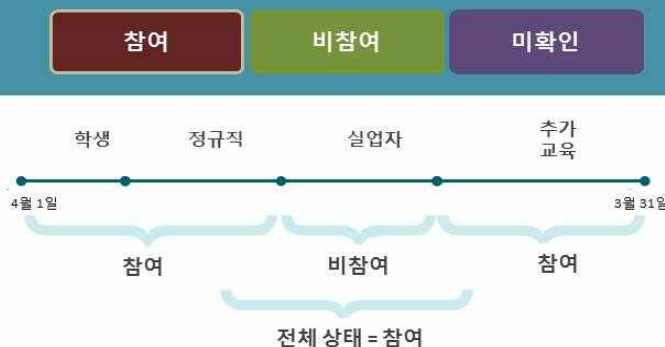 참여
비참여
미확인
학생
정규직
실업자
추가
교육
4월 1일
3월 31일
참여
비참여
참여
전체 상태 = 참여